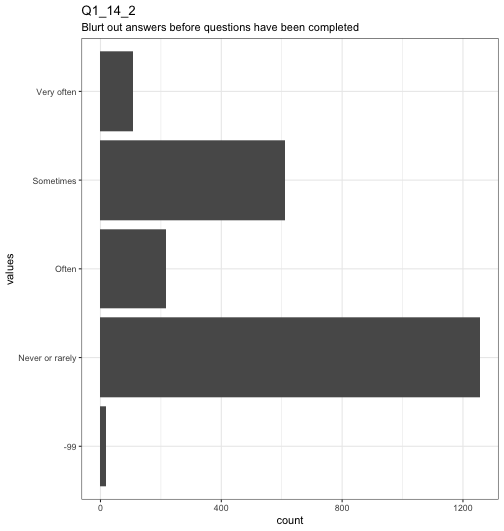 Q1_14_2
Blurt out answers before questions have been completed
Very often
Sometimes
Often
Never or rarely
-99
values
0 400 800 1200
count